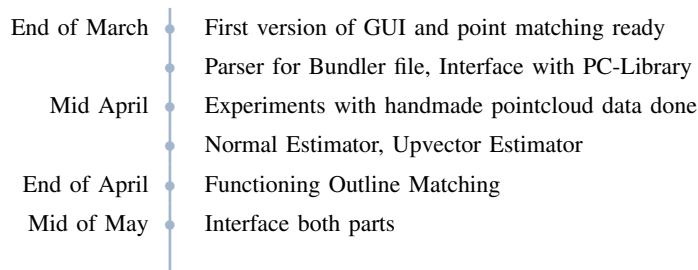 End of March First version of GUI and point matching ready
Parser for Bundler file, Interface with PC-Library
Mid April Experiments with handmade pointcloud data done
Normal Estimator, Upvector Estimator
End of April Functioning Outline Matching
Mid of May Interface both parts